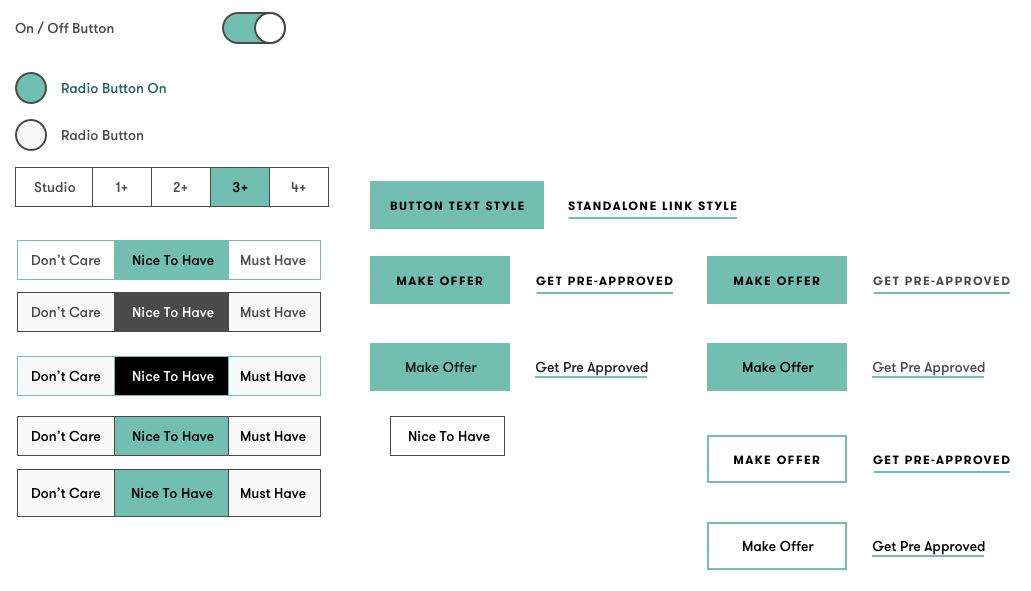 On / Off Button
Radio Button On
Radio Button
Studio 1+ 2+ 3+ 4+
BUTTON TEXT STYLE STANDALONE LINK STYLE
Don't Care Nice To Have Must Have
MAKE OFFER GET PRE-APPROVED MAKE OFFER GET PRE-APPROVED
Don't Care Nice To Have Must Have
Don't Care Nice To Have Must Have
Make Offer Get Pre Approved Make Offer Get Pre Approved
Don't Care Nice To Have Must Have
Nice To Have
MAKE OFFER GET PRE-APPROVED
Don't Care Nice To Have Must Have
Make Offer Get Pre Approved